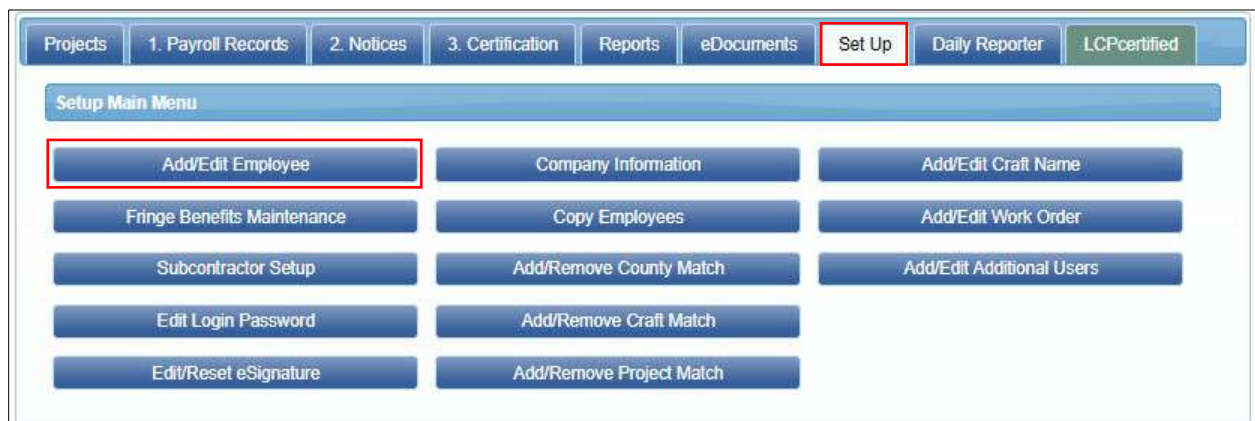 Projects 1. Payroll Records 2. Notices 3. Certification Reports eDocuments Set Up Daily Reporter LCPcertified
Setup Main Menu
Add/Edit Employee Company Information Add/Edit Craft Name
Fringe Benefits Maintenance Copy Employees Add/Edit Work Order
Subcontractor Setup Add/Remove County Match Add/Edit Additional Users
Edit Login Password Add/Remove Craft Match
Edit/Reset eSignature Add/Remove Project Match